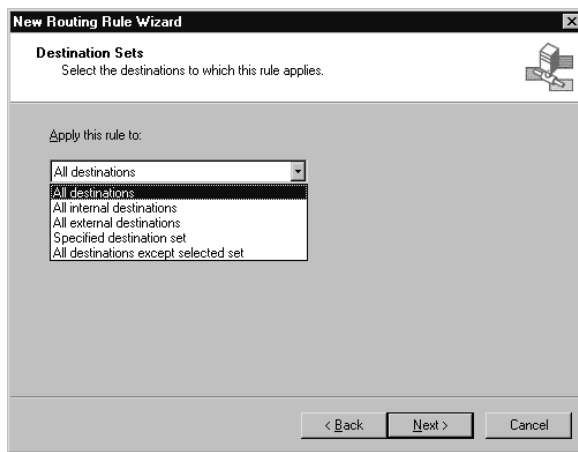 New Routing Rule Wizard
Destination Sets
Select the destinations to which this rule applies.
Apply this rule to:
All destinations
All destinations
All internal destinations
All external destinations
Specified destination set
All destinations except selected set
< Back
Next >
Cancel